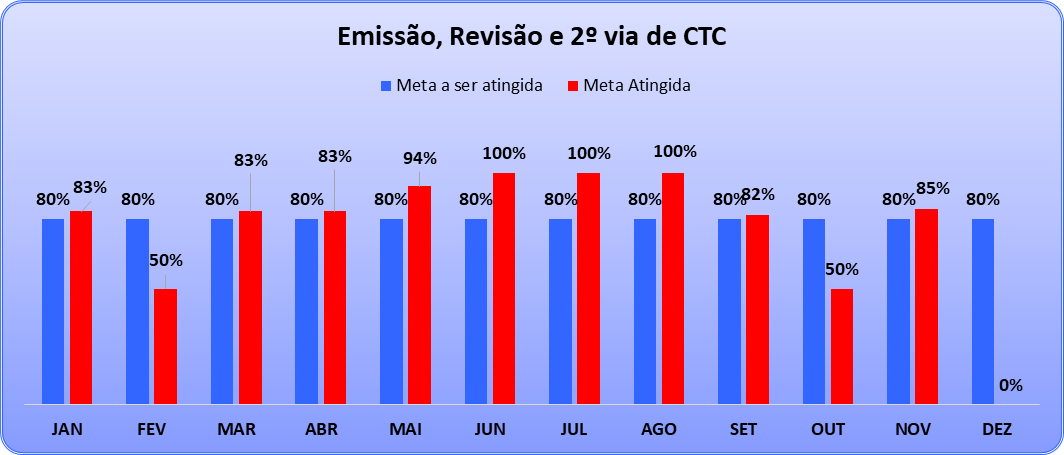 Emissão, Revisão e 2º via de CTC
Meta a ser atingida Meta Atingida
100% 100% 100%
83% 83% 94%
80% 83% 80% 80% 80% 80% 80% 80% 80% 80% 82% 80% 80% 85% 80%
50% 50%
0%
JAN FEV MAR ABR MAI JUN JUL AGO SET OUT NOV DEZ